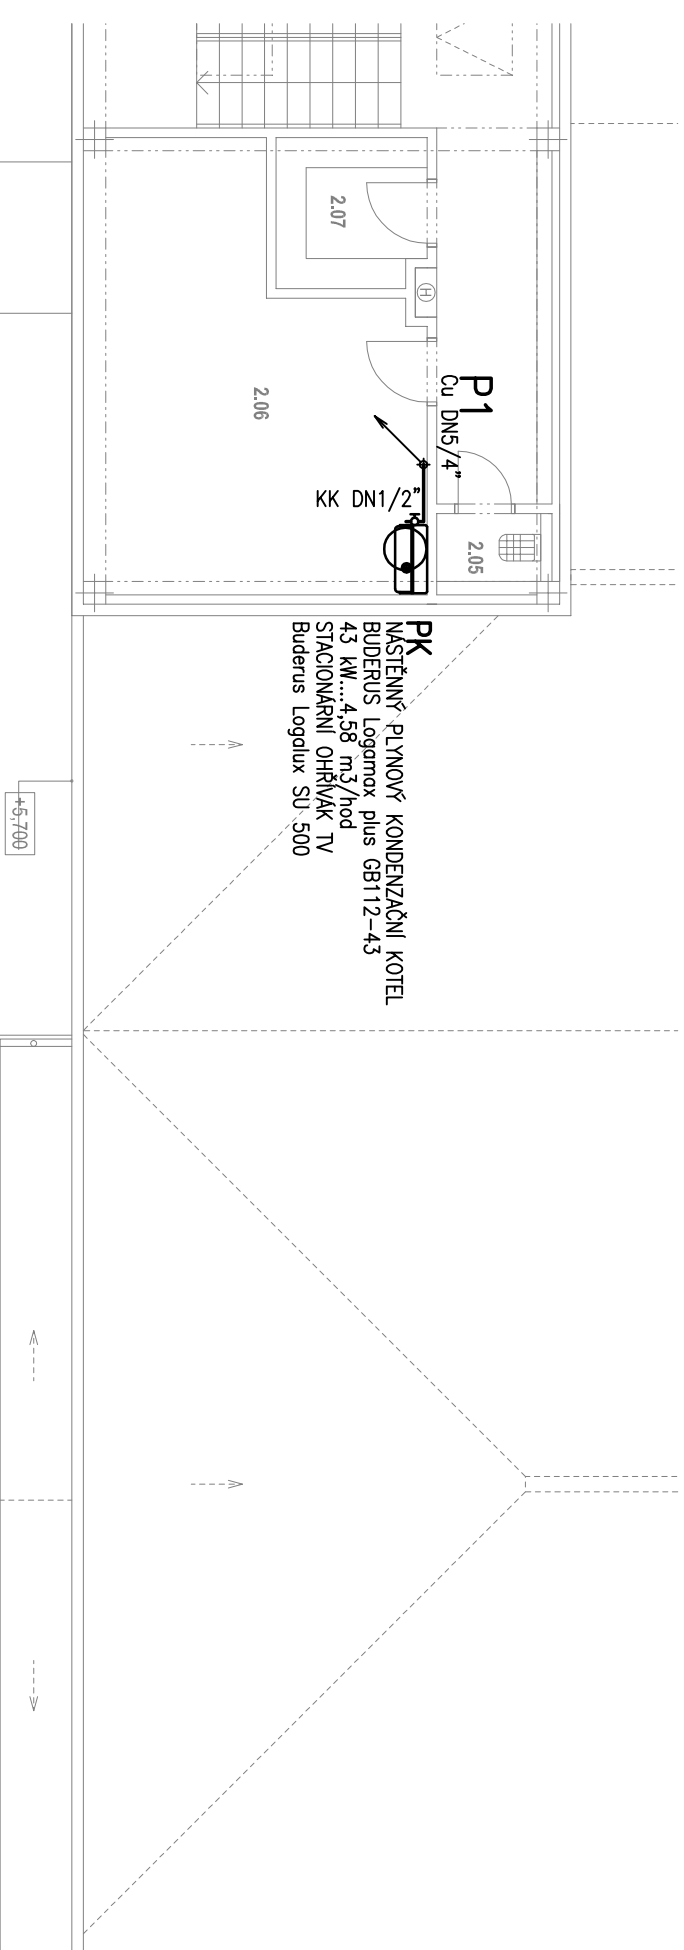 2.07
H
2.06
P1
Cu DN5/4"
KK DN1/2"
2.05
PK
NÁSTĚNNÝ PLYNOVÝ KONDENZAČNÍ KOTEL
BUDERUS Logamax plus GB112-43
43 kW....4,58 m3/hod
STACIONÁRNÍ OHŘÍVÁK TV
Buderus Logalux SU 500
+5,700